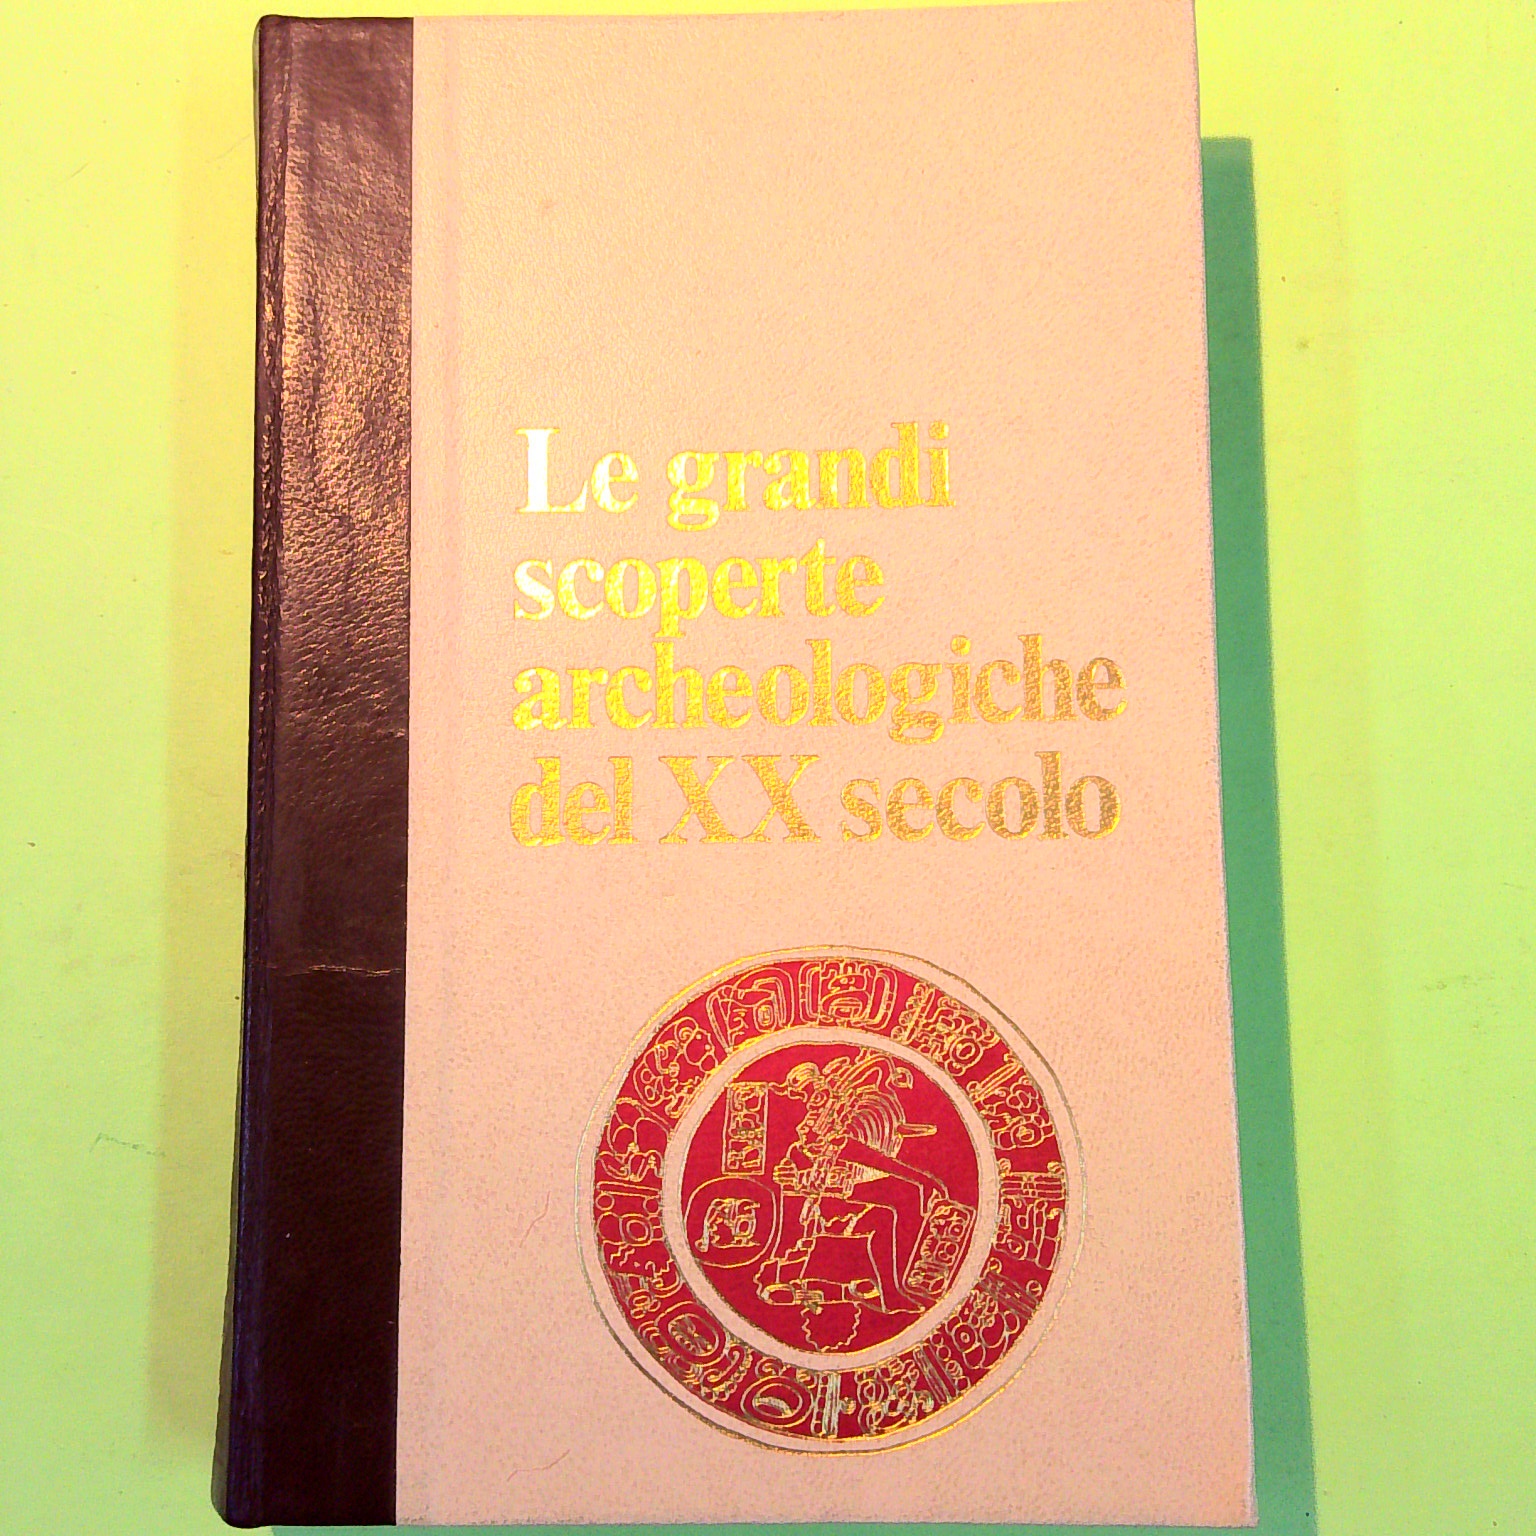 Le grandi
scoperte
archeologiche
del XX secolo